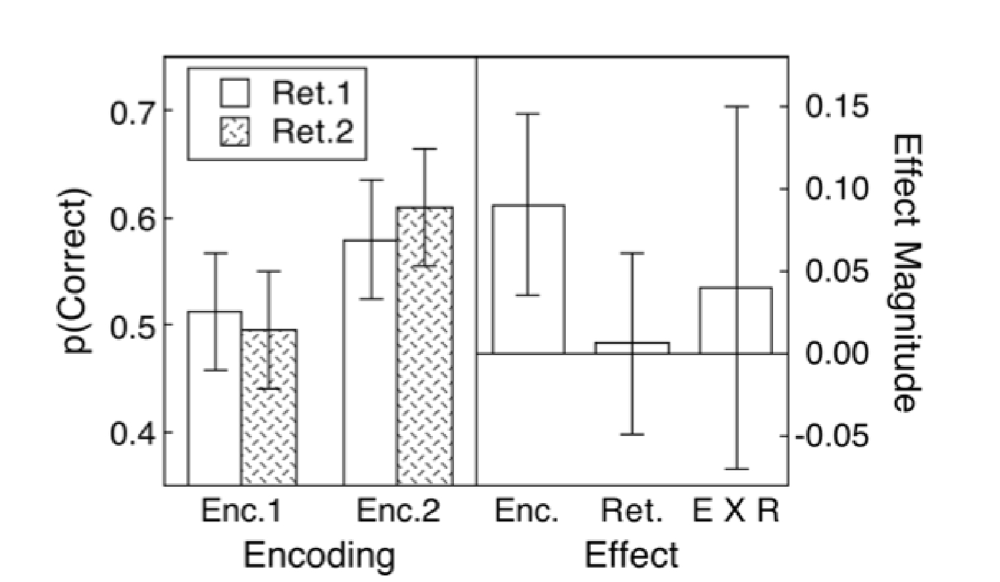 Ret.1
Ret.2
p(Correct)
0.7
0.6
0.5
0.4
Enc.1
Enc.2
Encoding
Enc.
Ret.
E X R
Effect
0.15
0.10
0.05
0.00
-0.05
Effect Magnitude